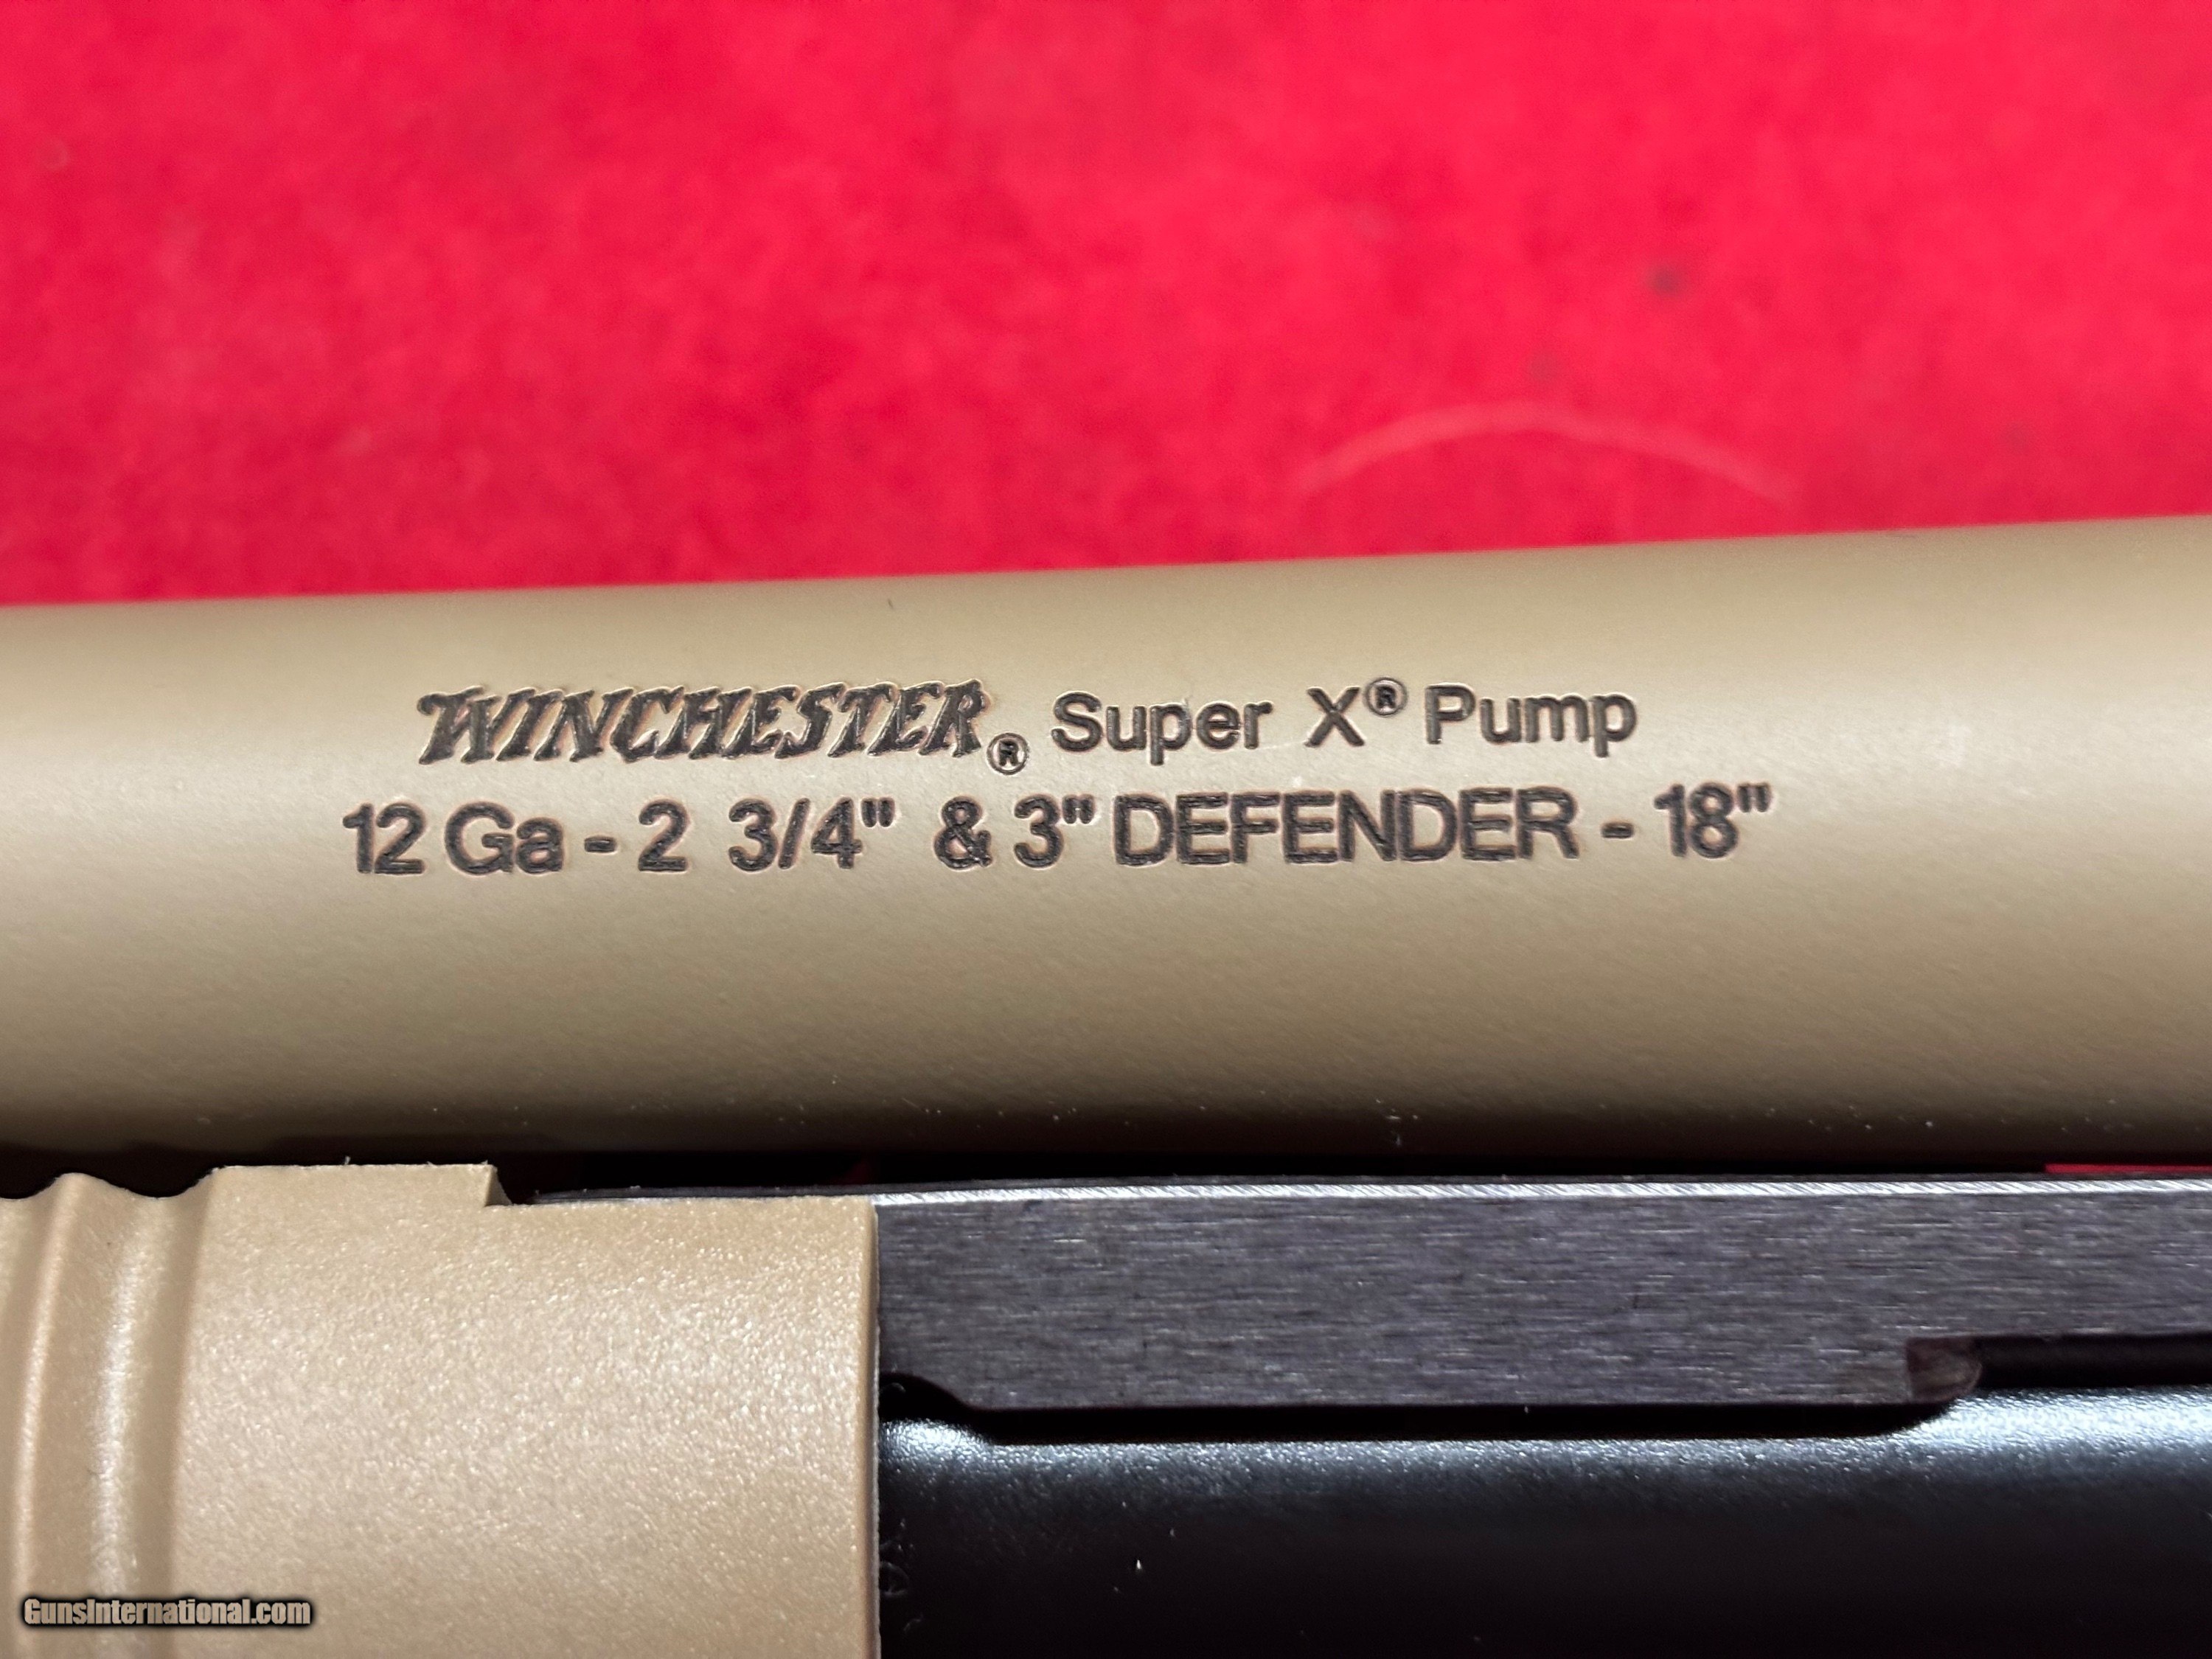 WINCHESTER® Super X® Pump
12 Ga - 2 3/4" & 3" DEFENDER - 18"
GunsInternational.com